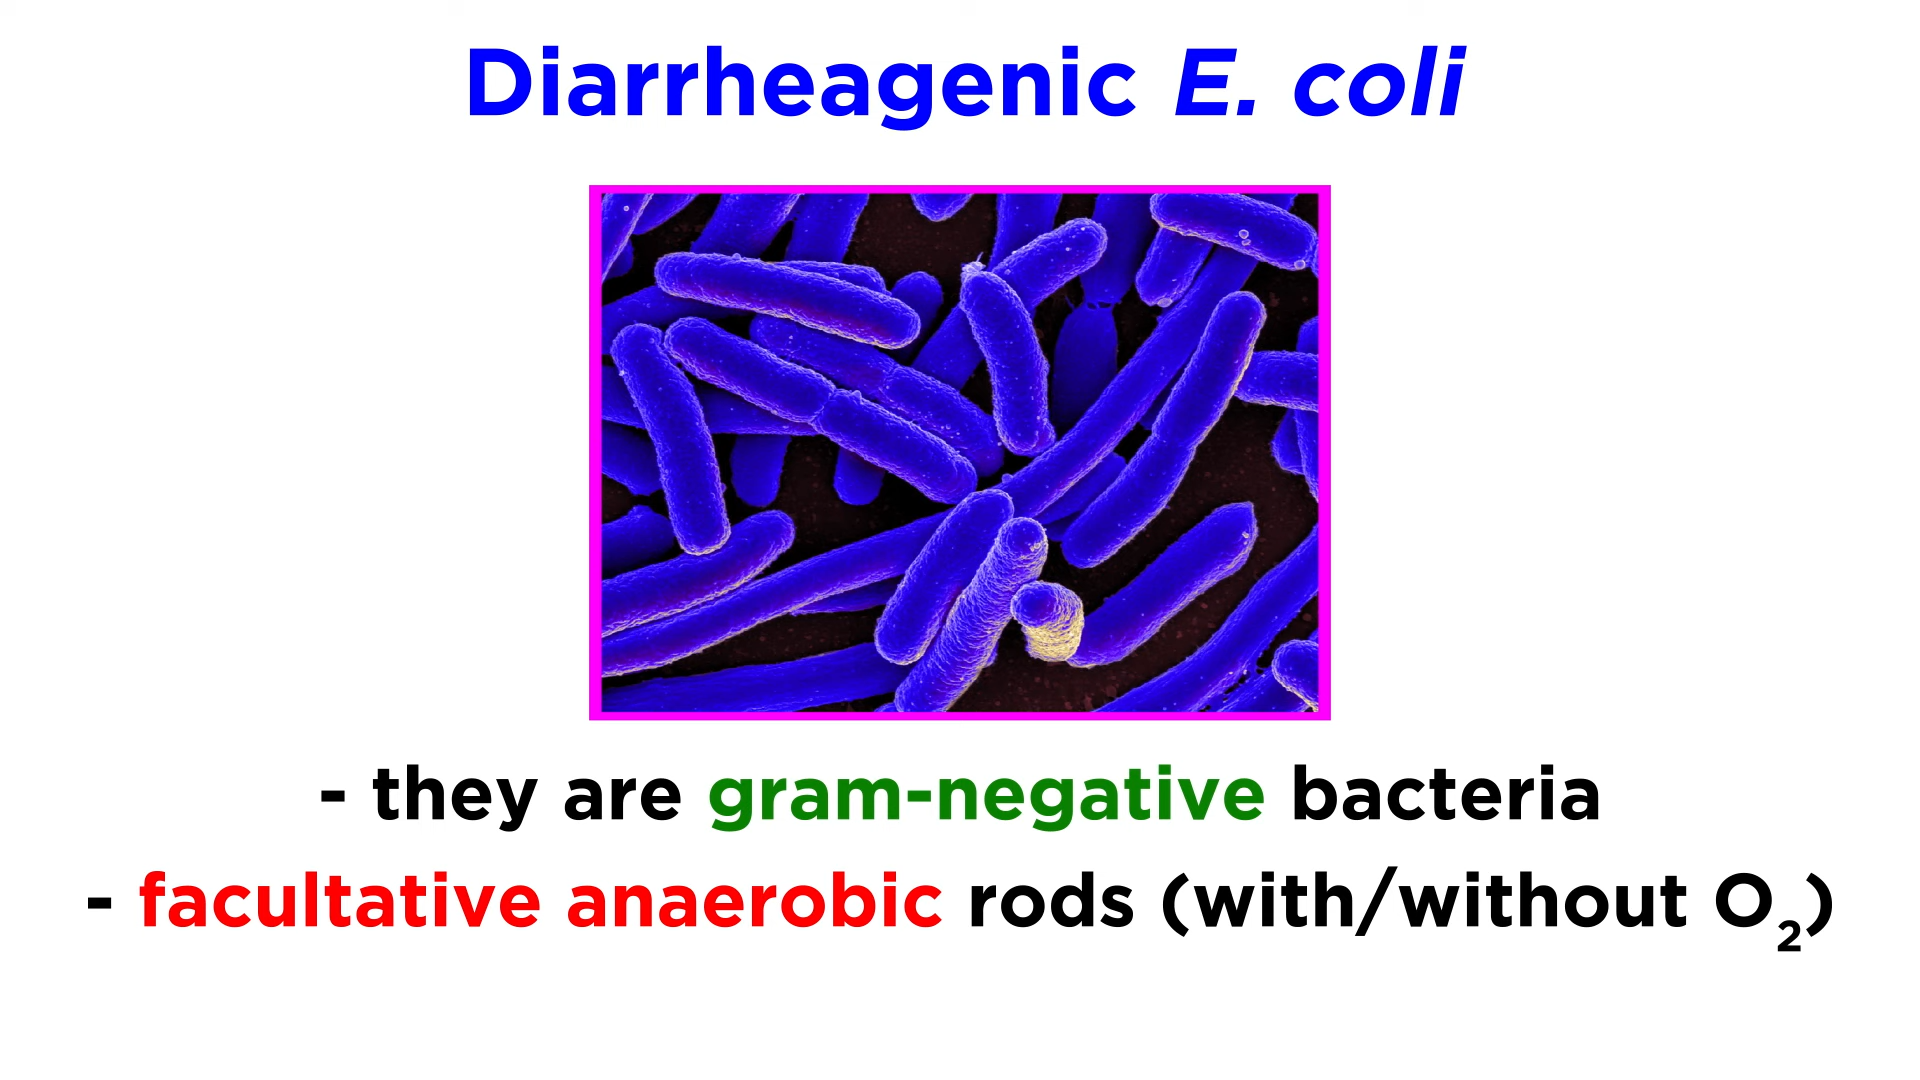 Diarrheagenic E. coli
- they are gram-negative bacteria
- facultative anaerobic rods (with/without O₂)